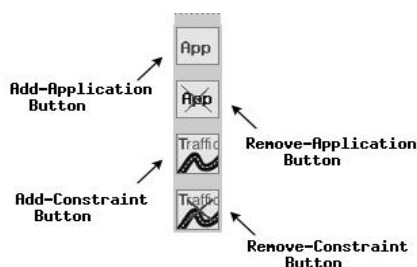 App
Add-Application
Button
App
Remove-Application
Button
Traffic
Add-Constraint
Button
Traffic
Remove-Constraint
Button